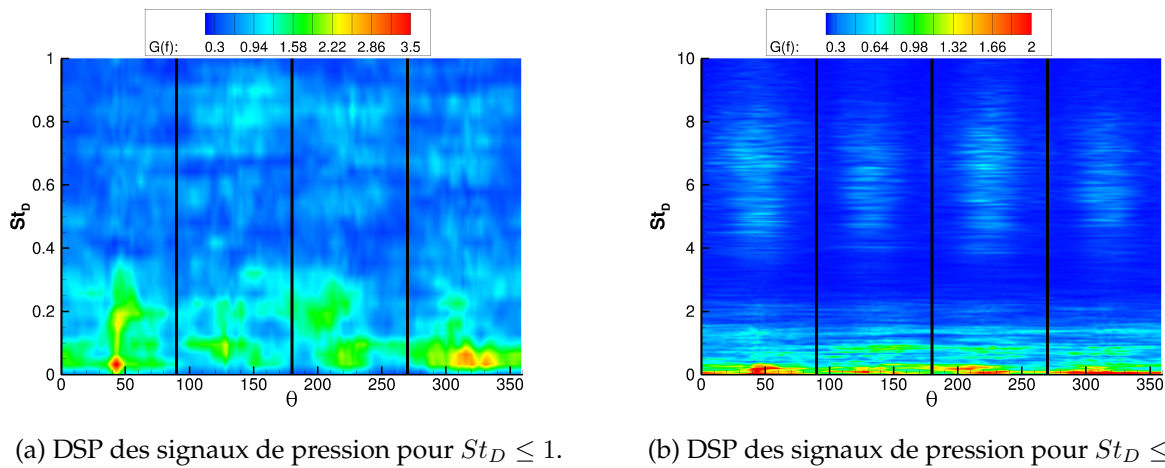 G(f): 0.3 0.94 1.58 2.22 2.86 3.5
G(f): 0.3 0.64 0.98 1.32 1.66 2
1
0.8
0.6
0.4
0.2
0
St_D
0 50 100 150 200 250 300 350
θ
10
8
6
4
2
0
St_D
0 50 100 150 200 250 300 350
θ
(a) DSP des signaux de pression pour St_D ≤ 1.
(b) DSP des signaux de pression pour St_D ≤